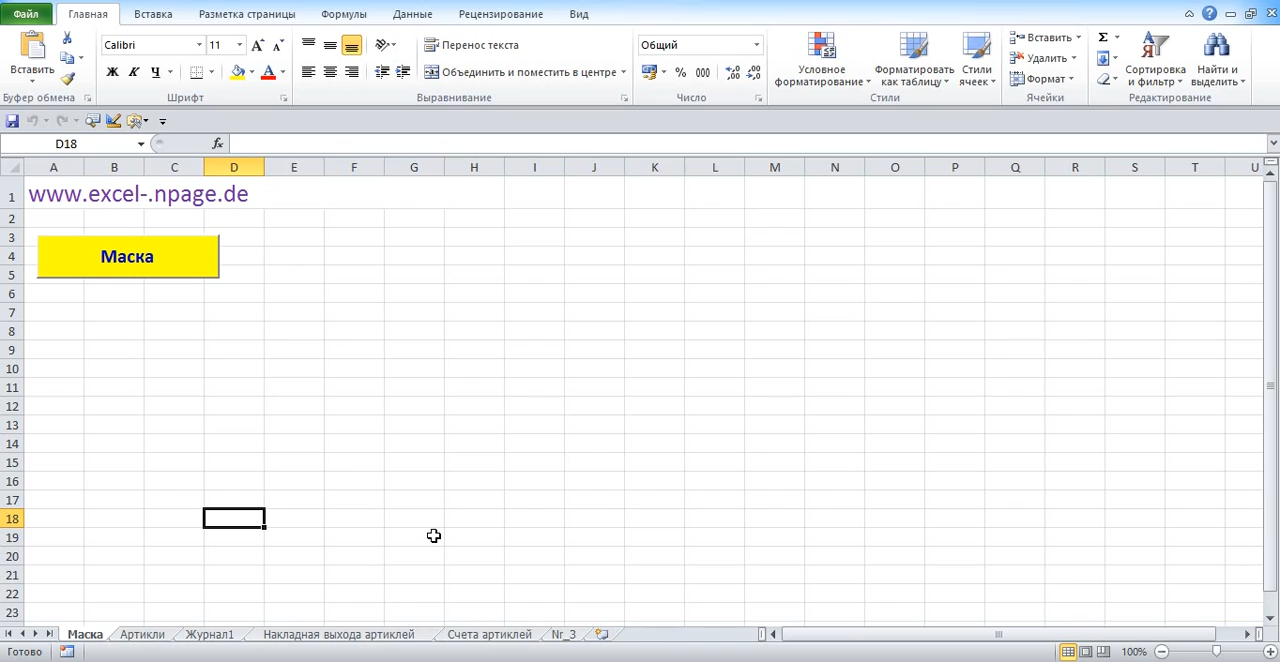 Файл Главная Вставка Разметка страницы Формулы Данные Рецензирование Вид
Вставить
Calibri
Ж К Ч
Буфер обмена Шрифт
Перенос текста
Объединить и поместить в центре
Выравнивание
Общий
% 000
Число
Условное форматирование
Форматировать как таблицу
Стили ячеек
Стили
Вставить
Удалить
Формат
Ячейки
Σ
Сортировка и фильтр
Найти и выделить
Редактирование
D18 fx
A B C D E F G H I J K L M N O P Q R S T U
1 www.excel-.npage.de
2
3
4 Маска
5
6
7
8
9
10
11
12
13
14
15
16
17
18
19
20
21
22
23
Маска Артикли Журнал1 Накладная выхода артиклей Счета артиклей Nr_3
Готово 100%